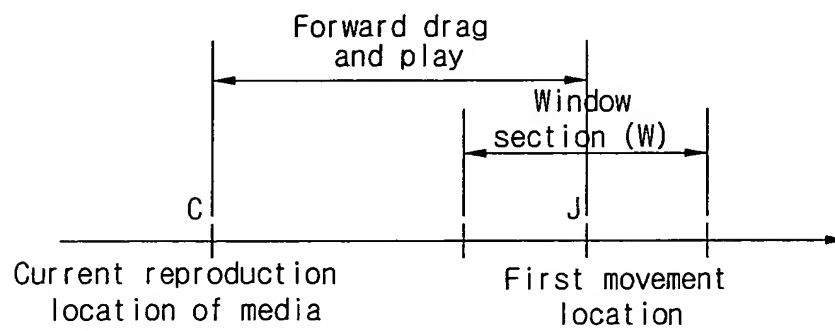 Forward drag
and play
Window
section (W)
C
J
Current reproduction
location of media
First movement
location